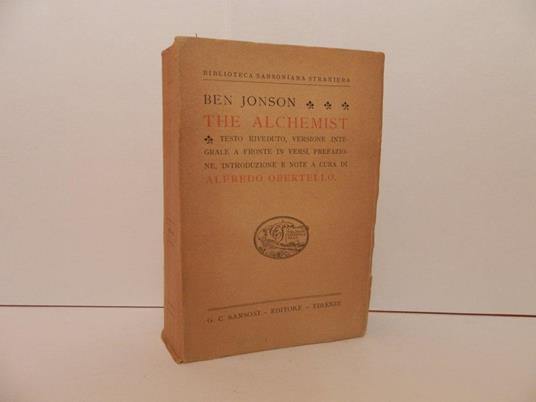 BIBLIOTECA SANSONIANA STRANIERA
BEN JONSON
THE ALCHEMIST
TESTO RIVEDUTO, VERSIONE INTE-
GRALE A FRONTE IN VERSI, PREFAZIO-
NE, INTRODUZIONE E NOTE A CURA DI
ALFREDO OBERTELLO.
G. C. SANSONI - EDITORE - FIRENZE